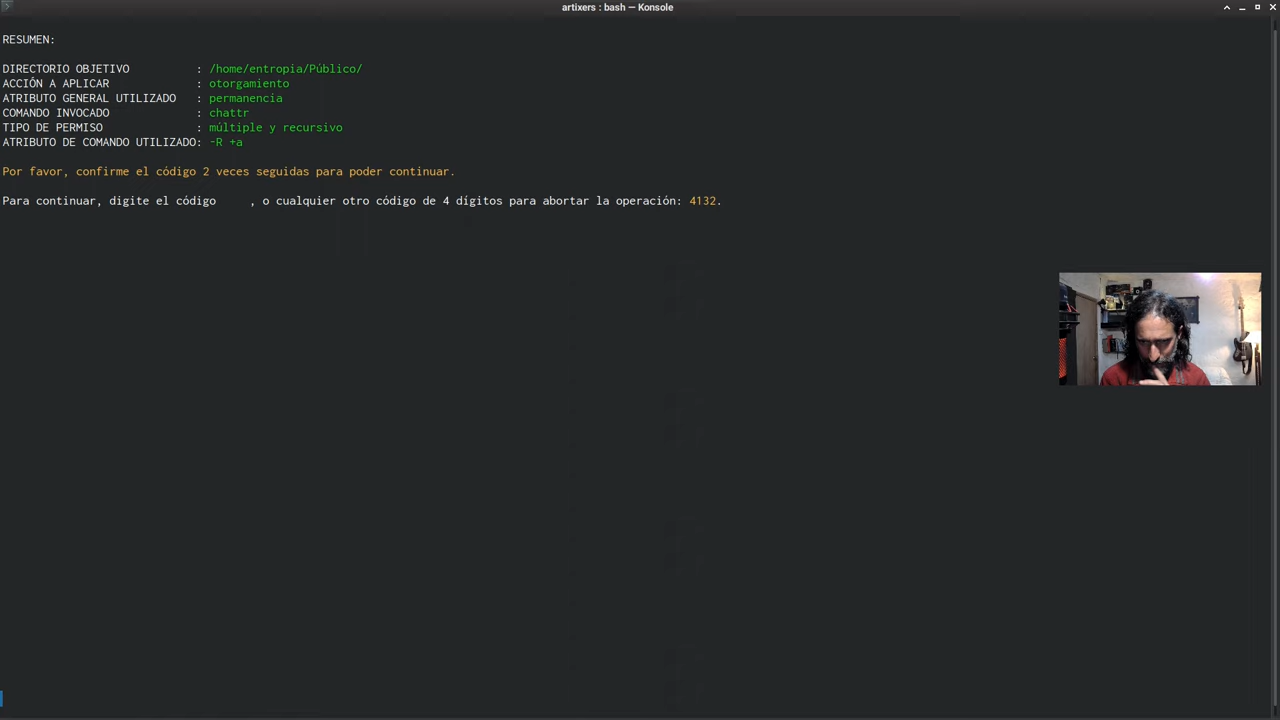 artixers : bash — Konsole
RESUMEN:
DIRECTORIO OBJETIVO : /home/entropia/Público/
ACCIÓN A APLICAR : otorgamiento
ATRIBUTO GENERAL UTILIZADO : permanencia
COMANDO INVOCADO : chattr
TIPO DE PERMISO : múltiple y recursivo
ATRIBUTO DE COMANDO UTILIZADO: -R +a
Por favor, confirme el código 2 veces seguidas para poder continuar.
Para continuar, digite el código , o cualquier otro código de 4 dígitos para abortar la operación: 4132.